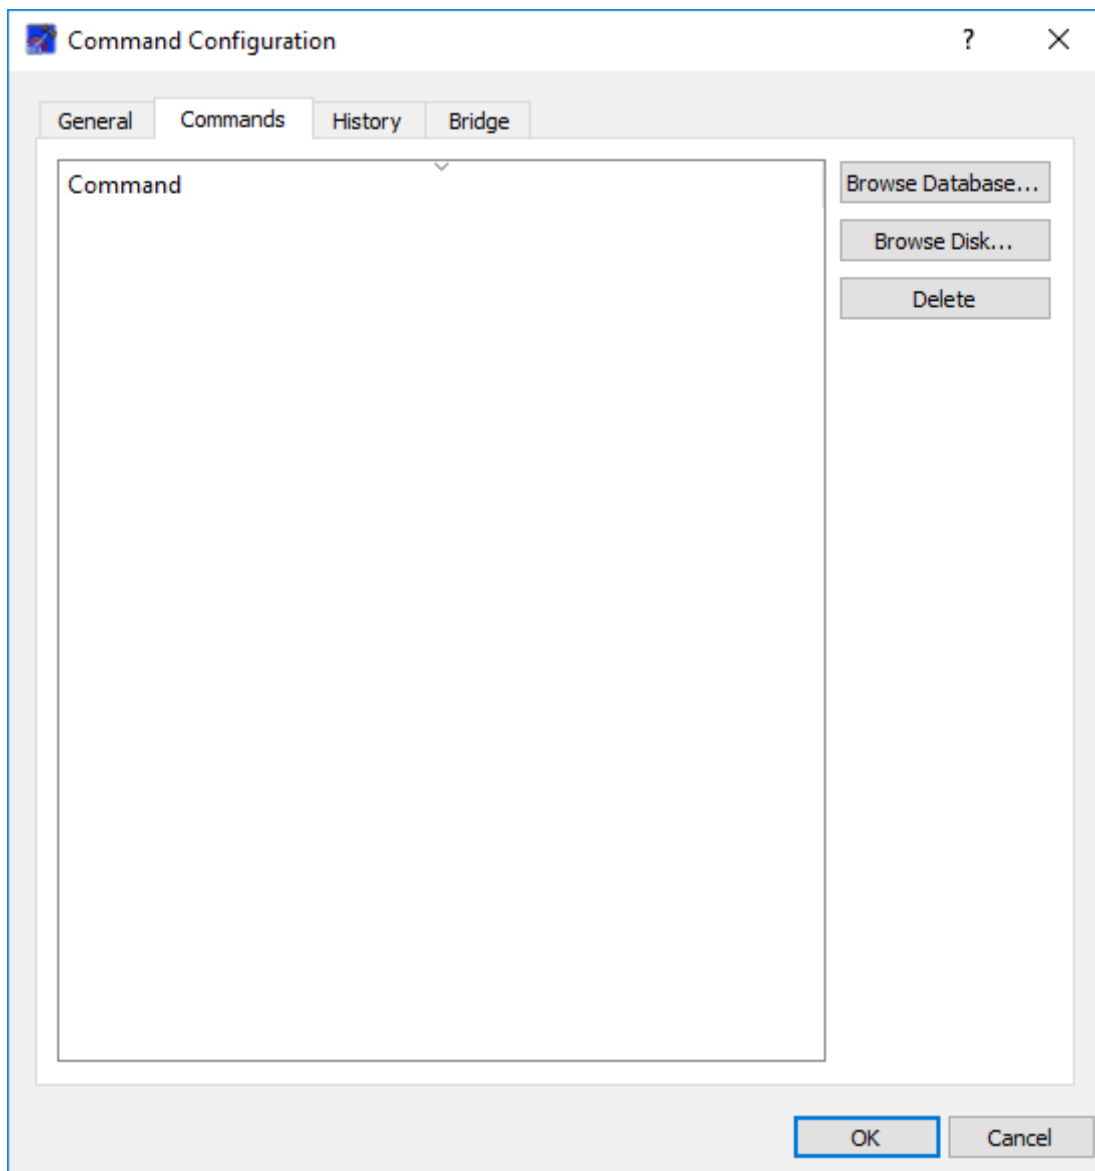 Command Configuration
?
General Commands History Bridge
Command
Browse Database...
Browse Disk...
Delete
OK Cancel